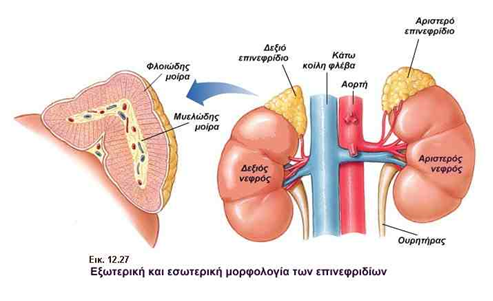 Φλοιώδης
μοίρα
Μυελώδης
μοίρα
Δεξιό
επινεφρίδιο
Κάτω
κοίλη φλέβα
Αορτή
Αριστερό
επινεφρίδιο
Δεξιός
νεφρός
Αριστερός
νεφρός
Ουρητήρας
Εικ. 12.27
Εξωτερική και εσωτερική μορφολογία των επινεφριδίων